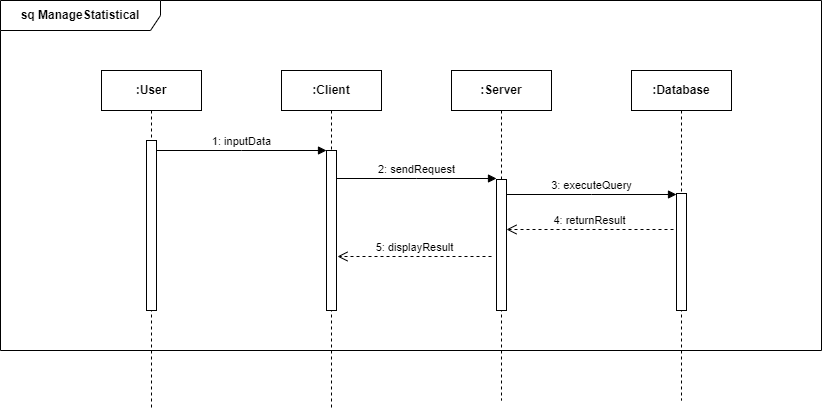 sq ManageStatistical
:User
:Client
:Server
:Database
1: inputData
2: sendRequest
3: executeQuery
4: returnResult
5: displayResult